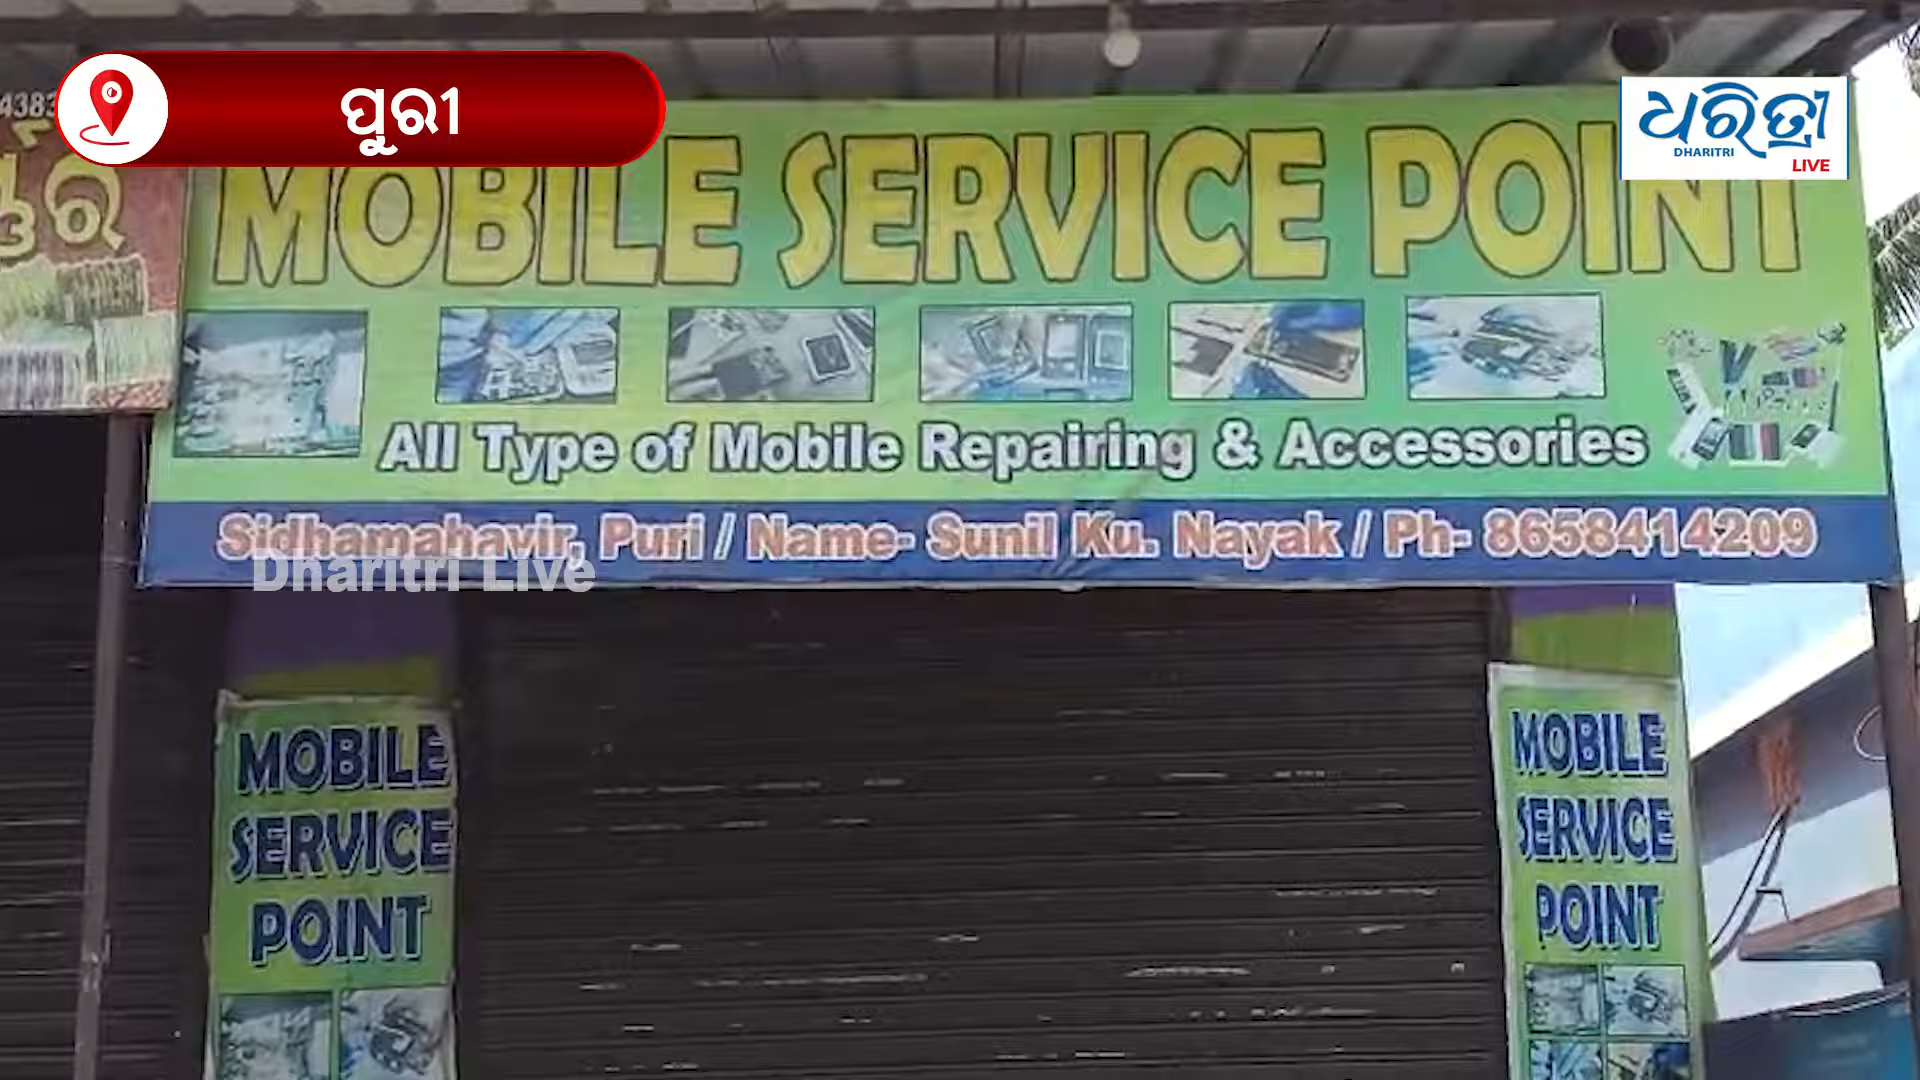 4383
ପୁରୀ
ଧରିତ୍ରୀ
DHARITRI
LIVE
MOBILE SERVICE POINT
All Type of Mobile Repairing & Accessories
Sidhamahavir, Puri / Name- Sunil Ku. Nayak / Ph- 8658414209
Dharitri Live
MOBILE
SERVICE
POINT
MOBILE
SERVICE
POINT